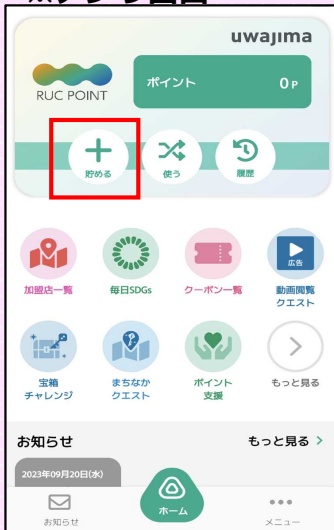 uwajima
RUC POINT
ポイント
0 P
貯める
使う
履歴
加盟店一覧
毎日SDGs
クーポン一覧
広告
動画閲覧
クエスト
宝箱
チャレンジ
まちなか
クエスト
ポイント
支援
もっと見る
お知らせ
もっと見る >
2023年09月20日(水)
お知らせ
ホーム
メニュー